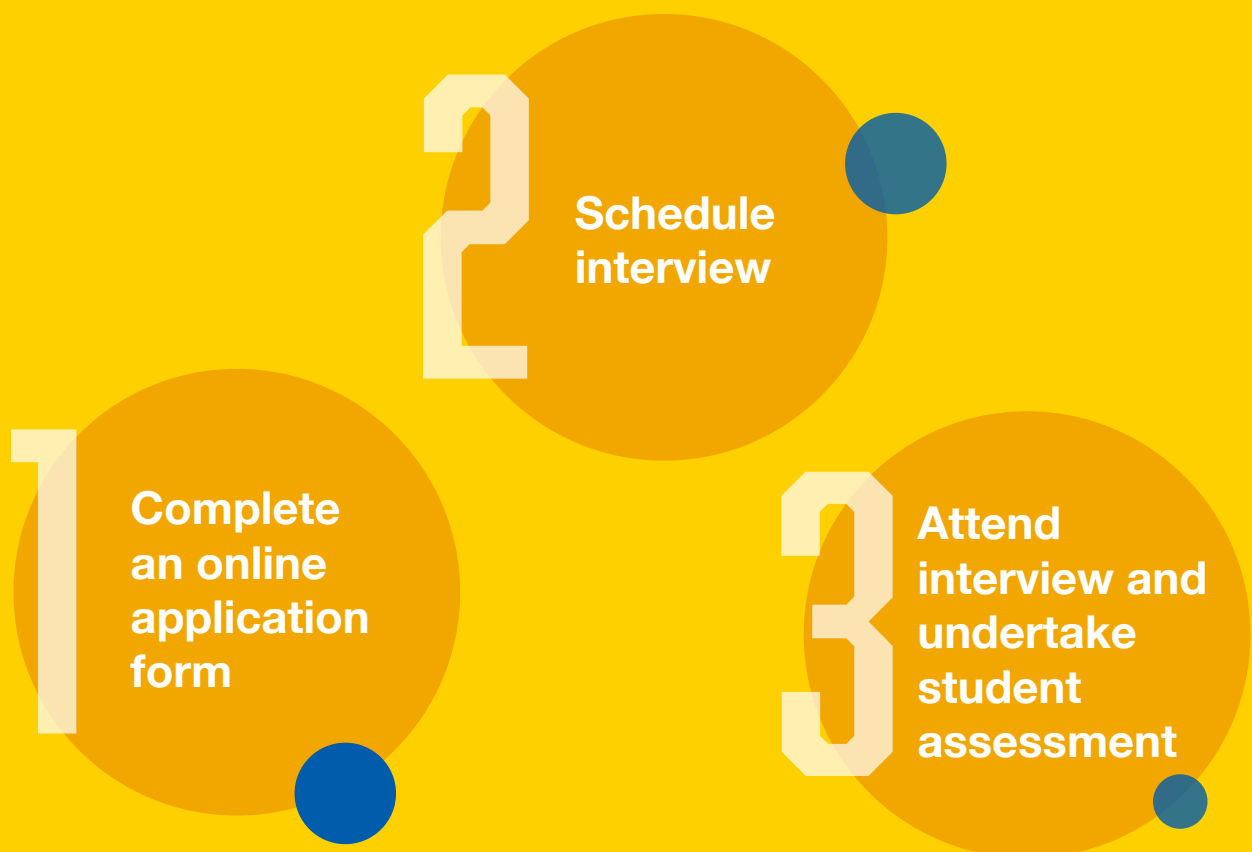 1
Complete
an online
application
form
2
Schedule
interview
3
Attend
interview and
undertake
student
assessment